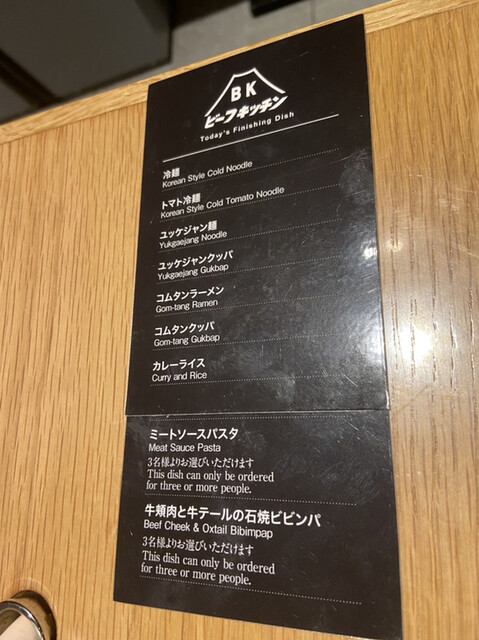 BK
ビーフキッチン
Today's Finishing Dish
冷麺
Korean Style Cold Noodle
トマト冷麺
Korean Style Cold Tomato Noodle
ユッケジャン麺
Yukgaejang Noodle
ユッケジャンクッパ
Yukgaejang Gukbap
コムタンラーメン
Gom-tang Ramen
コムタンクッパ
Gom-tang Gukbap
カレーライス
Curry and Rice
ミートソースパスタ
Meat Sauce Pasta
3名様よりお選びいただけます
This dish can only be ordered
for three or more people.
牛頬肉と牛テールの石焼ビビンパ
Beef Cheek & Oxtail Bibimpap
3名様よりお選びいただけます
This dish can only be ordered
for three or more people.